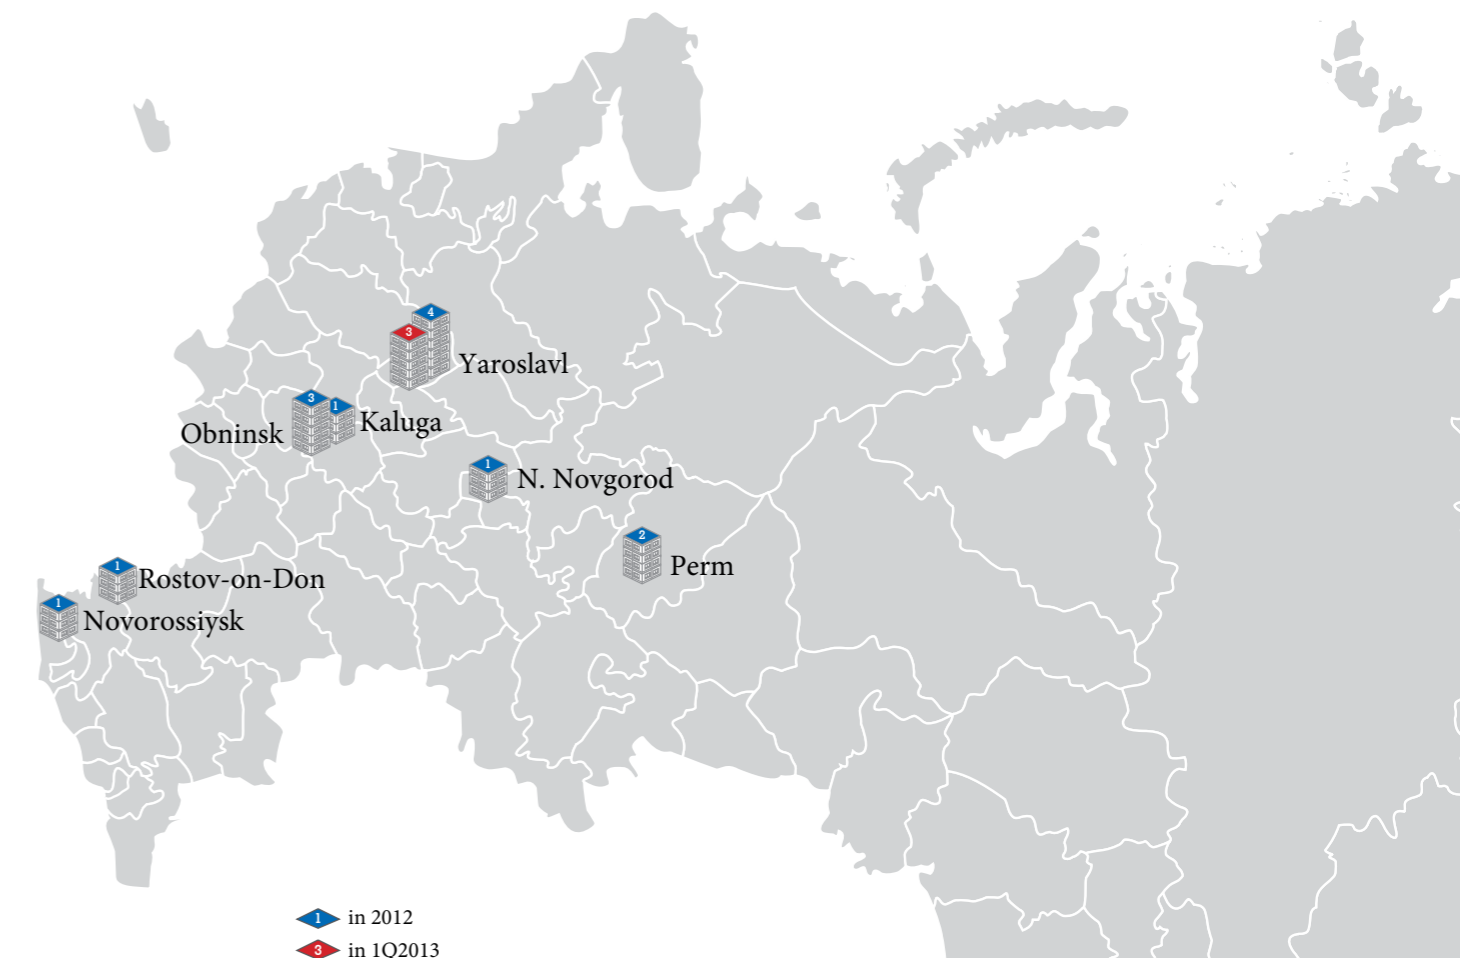 4
3
Yaroslavl
3
1
Kaluga
Obninsk
1
N. Novgorod
2
Perm
1
Rostov-on-Don
1
Novorossiysk
1 in 2012
3 in 1Q2013